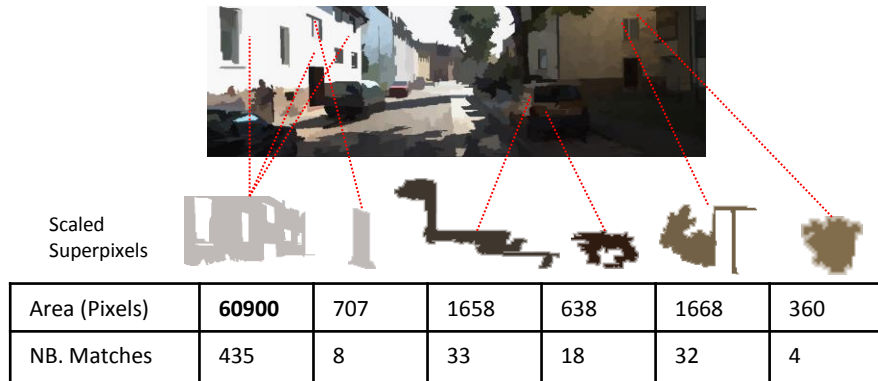 Scaled
Superpixels
Area (Pixels) 60900 707 1658 638 1668 360
NB. Matches 435 8 33 18 32 4